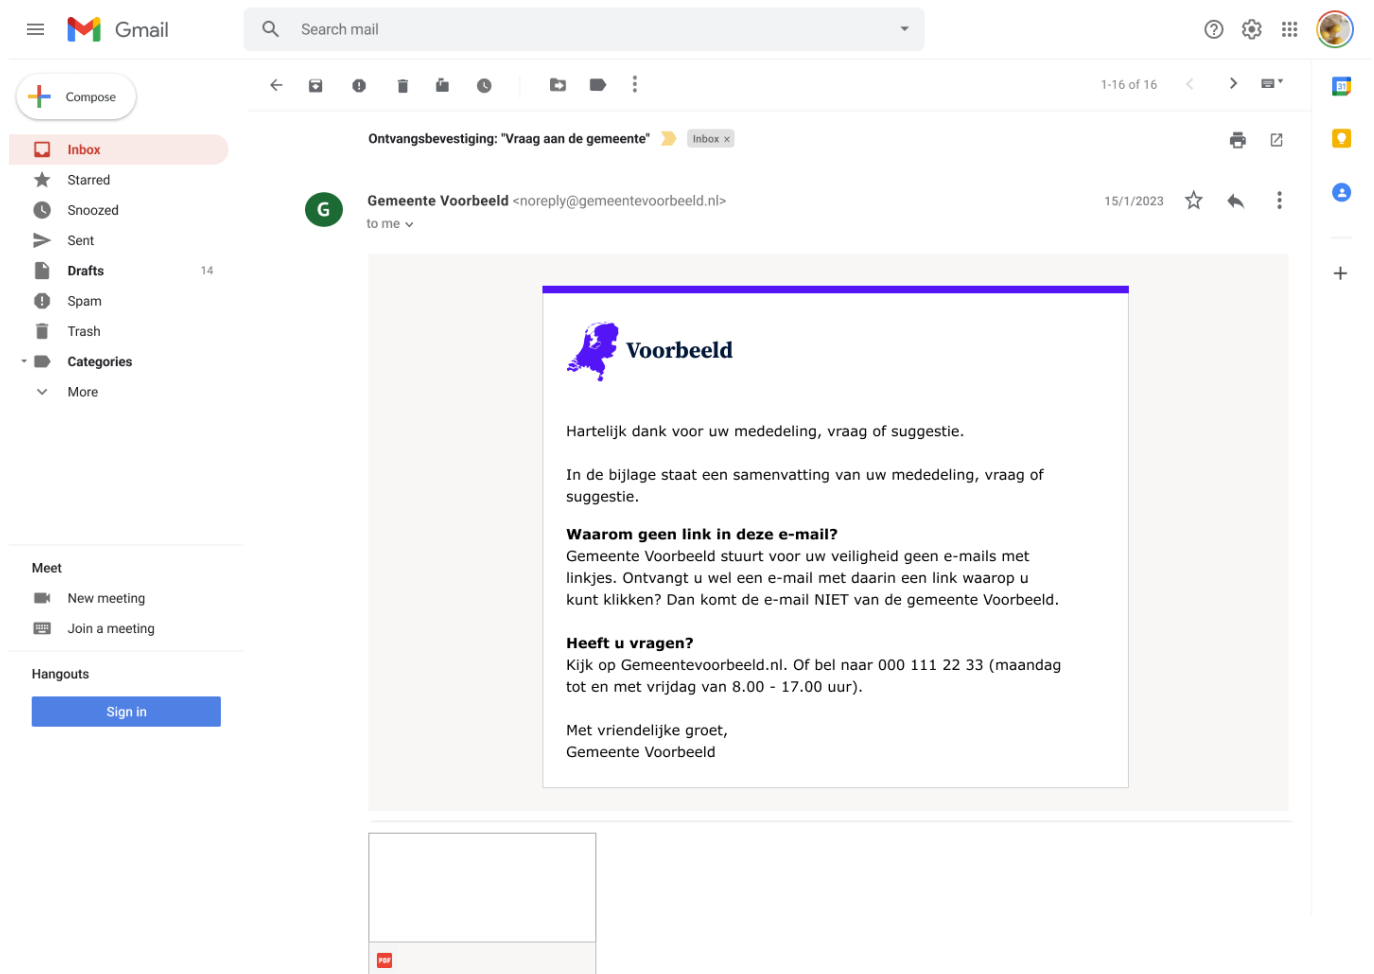 Gmail
Search mail
Compose
1-16 of 16
31
Inbox
Starred
Snoozed
Sent
Drafts 14
Spam
Trash
Categories
More
Meet
New meeting
Join a meeting
Hangouts
Sign in
Ontvangsbevestiging: "Vraag aan de gemeente" Inbox ×
G
Gemeente Voorbeeld <noreply@gemeentevoorbeeld.nl> 15/1/2023
to me
Voorbeeld
Hartelijk dank voor uw mededeling, vraag of suggestie.
In de bijlage staat een samenvatting van uw mededeling, vraag of
suggestie.
Waarom geen link in deze e-mail?
Gemeente Voorbeeld stuurt voor uw veiligheid geen e-mails met
linkjes. Ontvangt u wel een e-mail met daarin een link waarop u
kunt klikken? Dan komt de e-mail NIET van de gemeente Voorbeeld.
Heeft u vragen?
Kijk op Gemeentevoorbeeld.nl. Of bel naar 000 111 22 33 (maandag
tot en met vrijdag van 8.00 - 17.00 uur).
Met vriendelijke groet,
Gemeente Voorbeeld
PDF